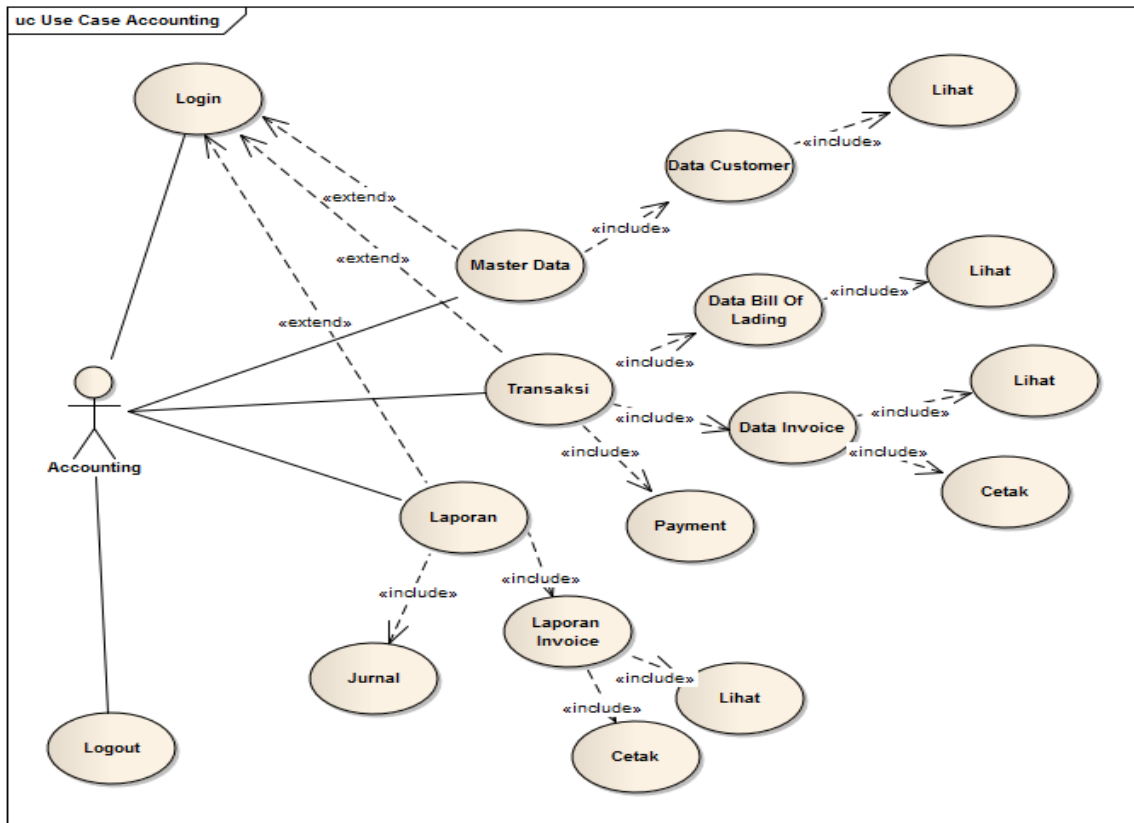 uc Use Case Accounting
Login
Lihat
«include»
Data Customer
«extend»
«include»
Master Data
«extend»
Lihat
«include»
Data Bill Of
Lading
«extend»
«include»
Transaksi
Lihat
«include»
«include»
Data Invoice
«include»
«include»
Cetak
Accounting
Laporan
Payment
«include»
«include»
Laporan
Invoice
Jurnal
«include»
Lihat
«include»
Logout
Cetak